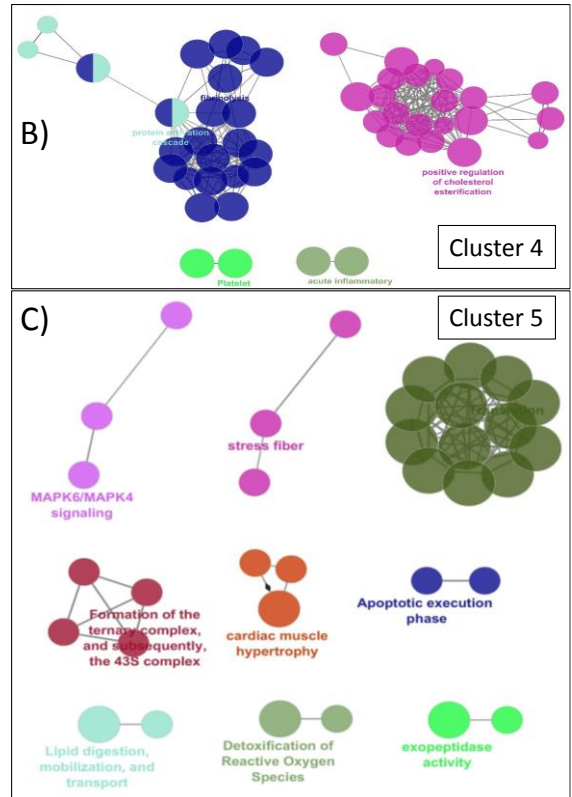 B)
fibrinolysis
protein activation
cascade
positive regulation
of cholesterol
esterification
Platelet
acute inflammatory
Cluster 4
C)
Cluster 5
MAPK6/MAPK4
signaling
stress fiber
Translation
Formation of the
ternary complex,
and subsequently,
the 43S complex
cardiac muscle
hypertrophy
Apoptotic execution
phase
Lipid digestion,
mobilization, and
transport
Detoxification of
Reactive Oxygen
Species
exopeptidase
activity